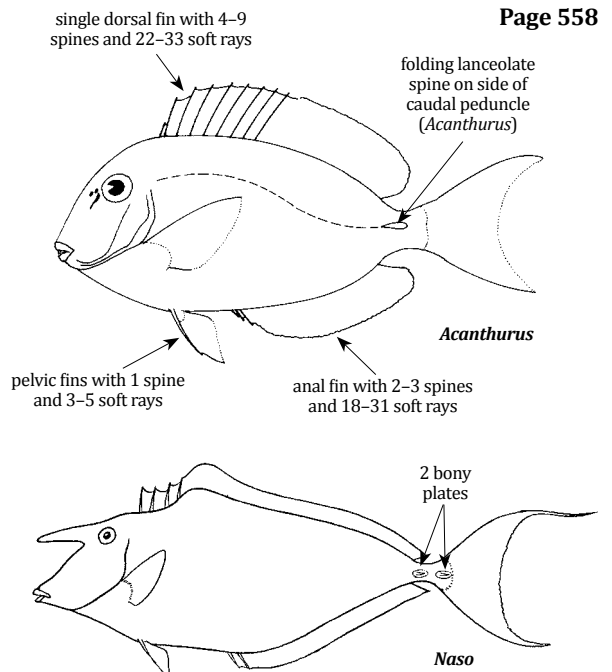 Page 558
single dorsal fin with 4–9
spines and 22–33 soft rays
folding lanceolate
spine on side of
caudal peduncle
(Acanthurus)
Acanthurus
pelvic fins with 1 spine
and 3–5 soft rays
anal fin with 2–3 spines
and 18–31 soft rays
2 bony
plates
Naso